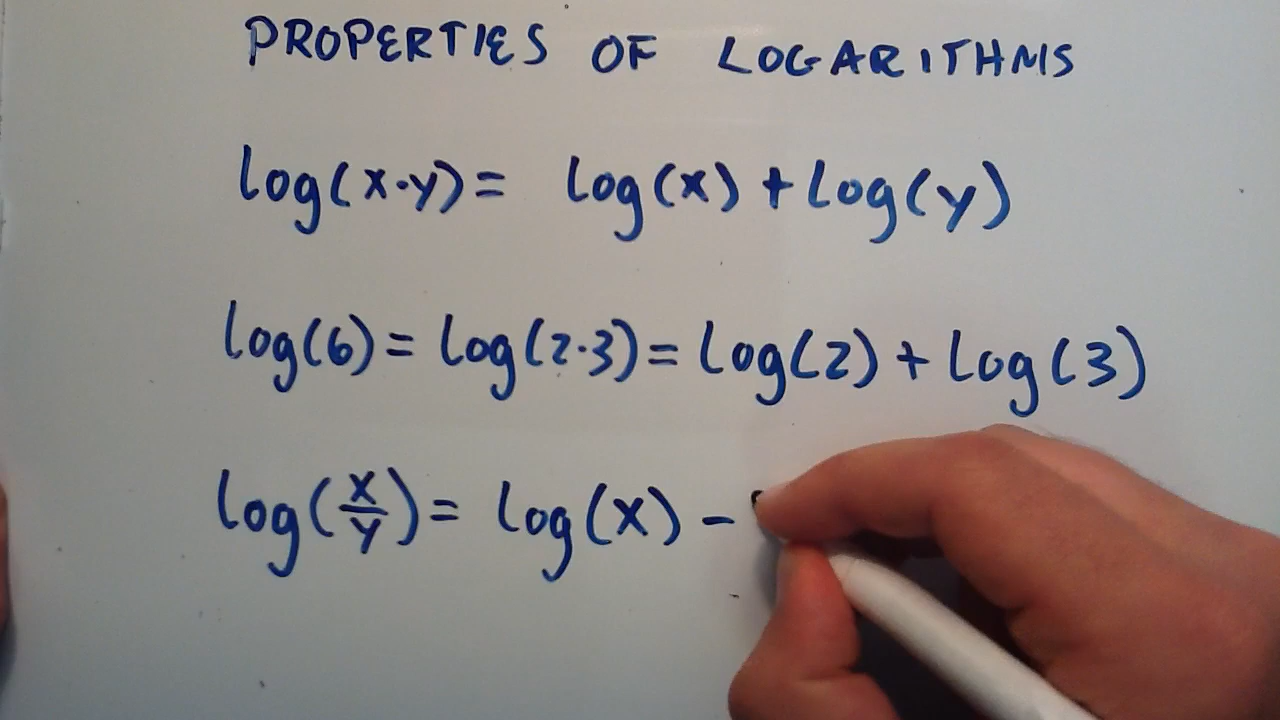 PROPERTIES OF LOGARITHMS
log(x·y) = log(x) + log(y)
log(6) = log(2·3) = log(2) + log(3)
log(x/y) = log(x) -